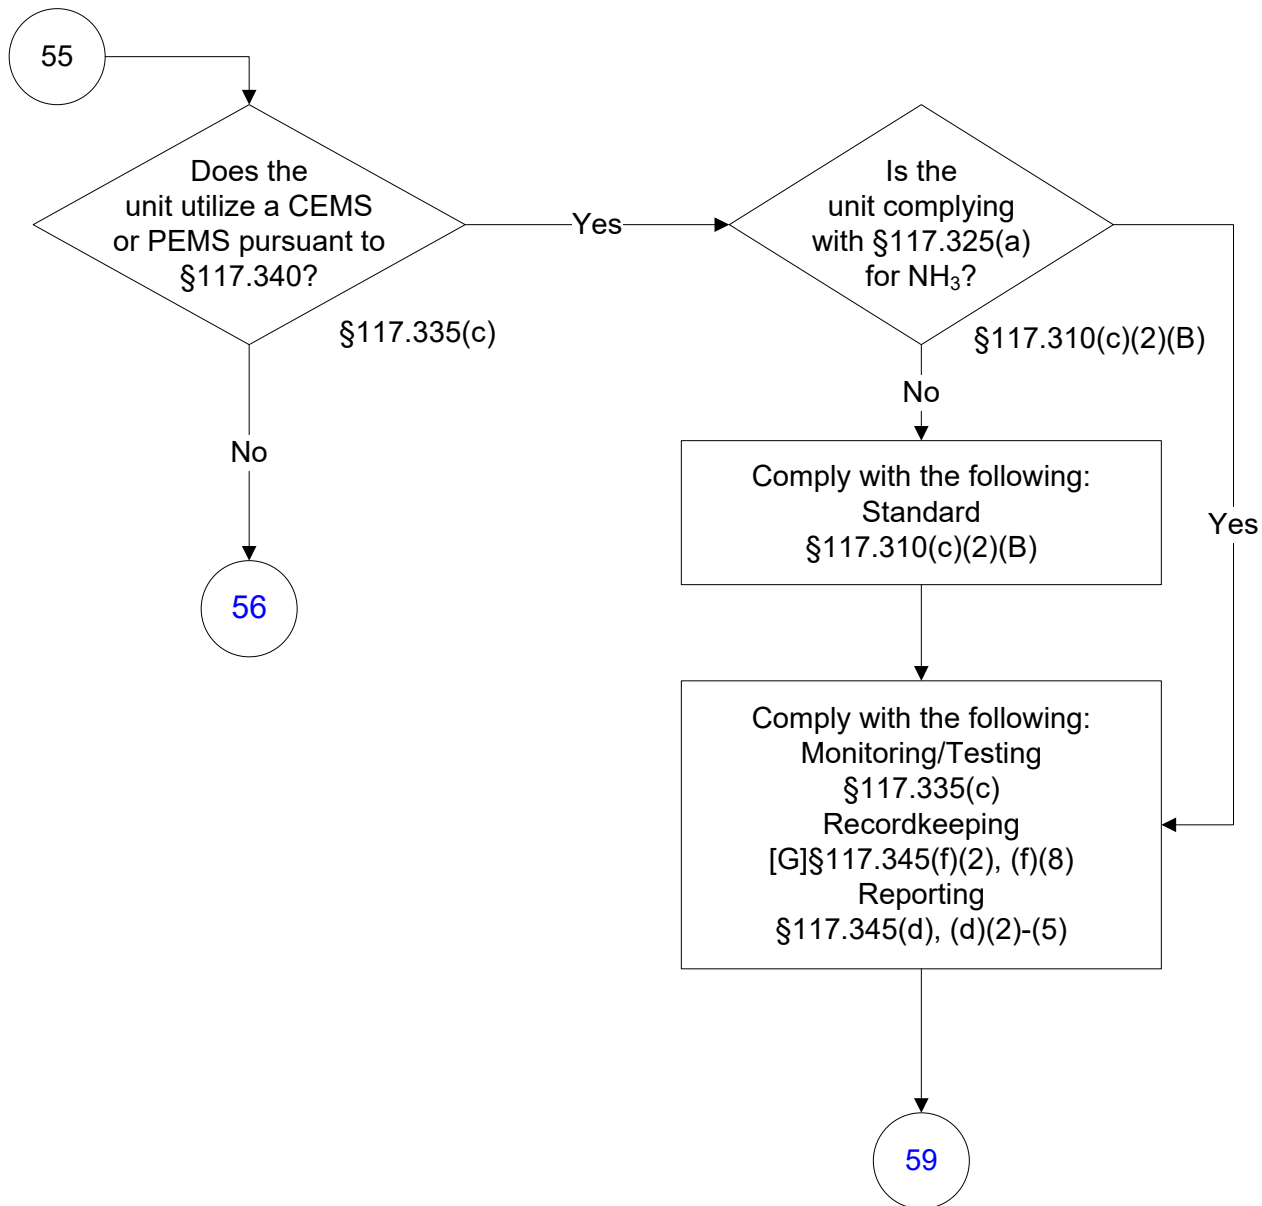 55
Does the
unit utilize a CEMS
or PEMS pursuant to
§117.340?
§117.335(c)
Yes
No
56
Is the
unit complying
with §117.325(a)
for NH₃?
§117.310(c)(2)(B)
No
Yes
Comply with the following:
Standard
§117.310(c)(2)(B)
Comply with the following:
Monitoring/Testing
§117.335(c)
Recordkeeping
[G]§117.345(f)(2), (f)(8)
Reporting
§117.345(d), (d)(2)-(5)
59